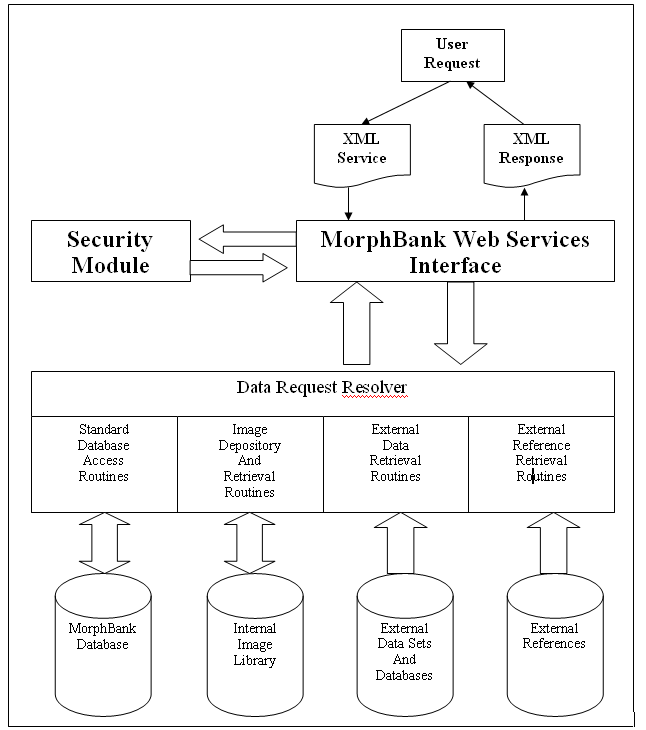 User
Request
XML
Service
XML
Response
Security
Module
MorphBank Web Services
Interface
Data Request Resolver
Standard
Database
Access
Routines
Image
Depository
And
Retrieval
Routines
External
Data
Retrieval
Routines
External
Reference
Retrieval
Routines
MorphBank
Database
Internal
Image
Library
External
Data Sets
And
Databases
External
References